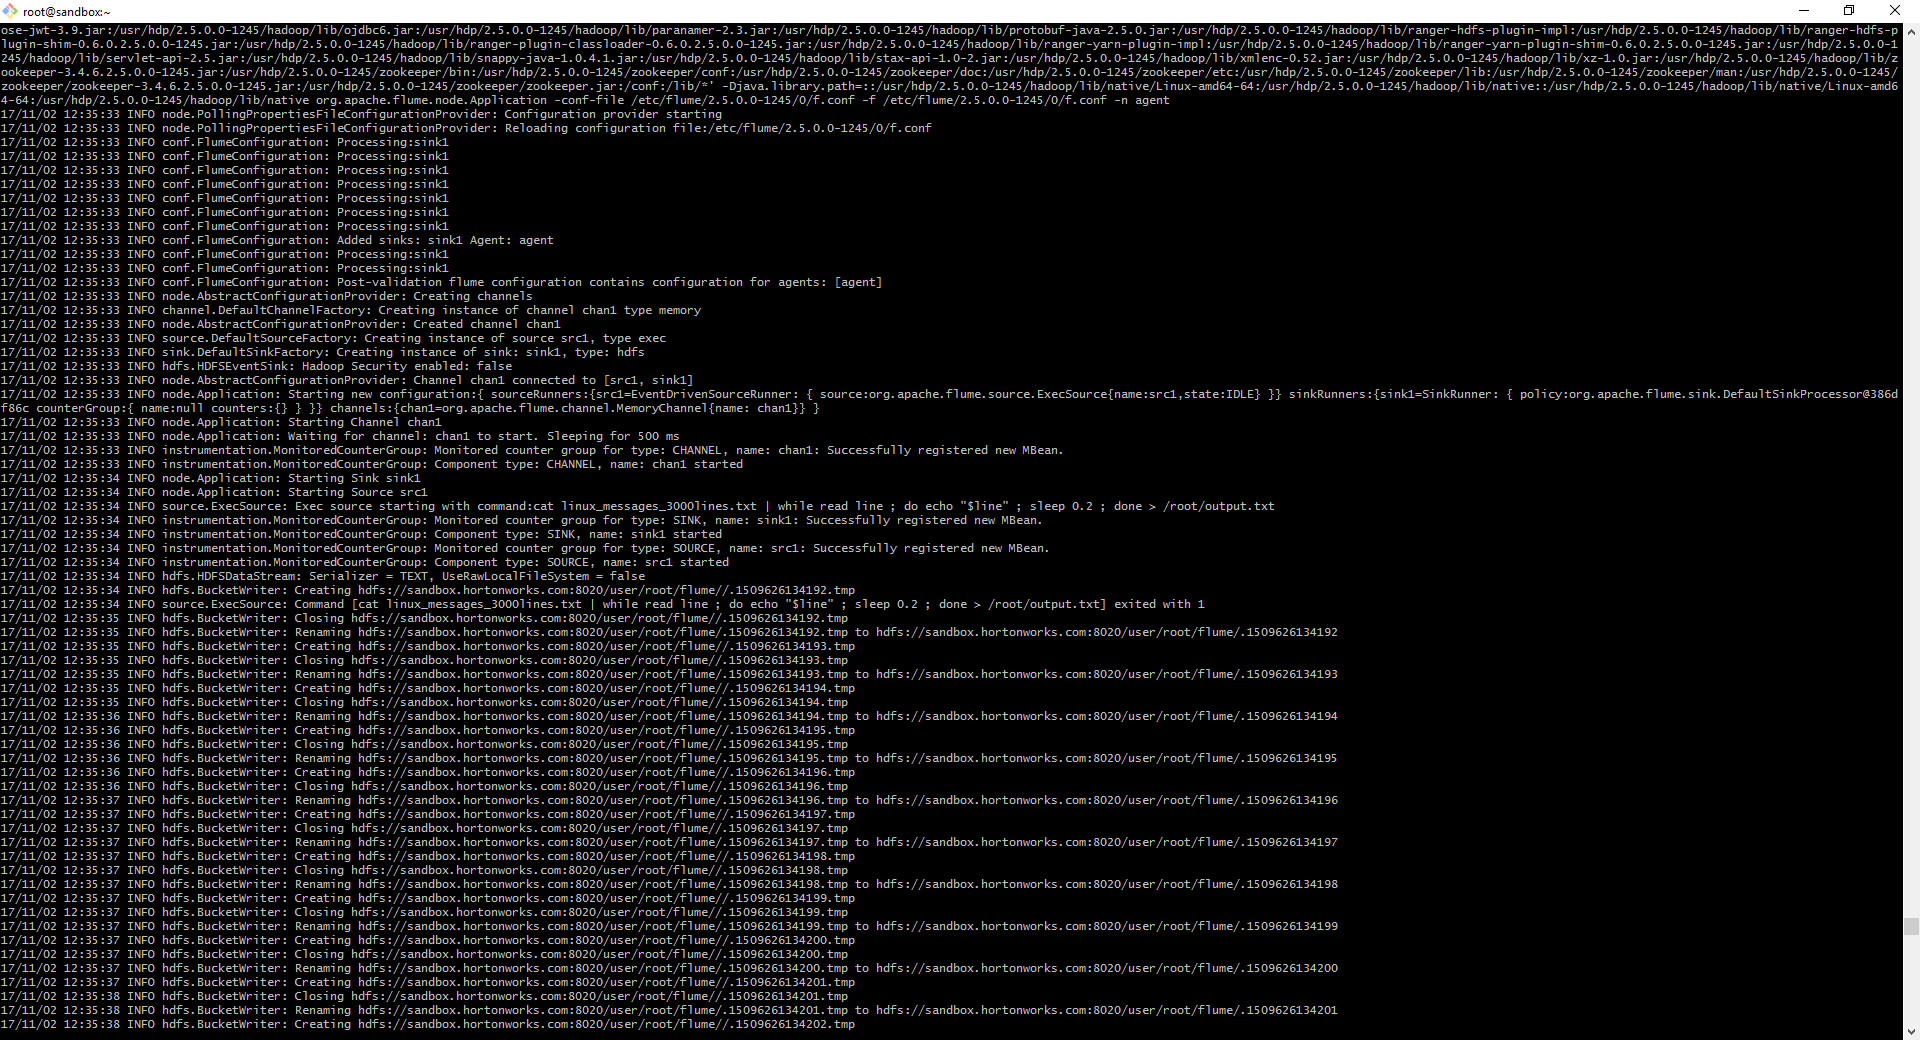 root@sandbox:~
ose-jwt-3.9.jar:/usr/hdp/2.5.0.0-1245/hadoop/lib/ojdbc6.jar:/usr/hdp/2.5.0.0-1245/hadoop/lib/paranamer-2.3.jar:/usr/hdp/2.5.0.0-1245/hadoop/lib/protobuf-java-2.5.0.jar:/usr/hdp/2.5.0.0-1245/hadoop/lib/ranger-hdfs-plugin-impl:/usr/hdp/2.5.0.0-1245/hadoop/lib/ranger-hdfs-p
lugin-shim-0.6.0.2.5.0.0-1245.jar:/usr/hdp/2.5.0.0-1245/hadoop/lib/ranger-plugin-classloader-0.6.0.2.5.0.0-1245.jar:/usr/hdp/2.5.0.0-1245/hadoop/lib/ranger-yarn-plugin-impl:/usr/hdp/2.5.0.0-1245/hadoop/lib/ranger-yarn-plugin-shim-0.6.0.2.5.0.0-1245.jar:/usr/hdp/2.5.0.0-1
245/hadoop/lib/servlet-api-2.5.jar:/usr/hdp/2.5.0.0-1245/hadoop/lib/snappy-java-1.0.4.1.jar:/usr/hdp/2.5.0.0-1245/hadoop/lib/stax-api-1.0-2.jar:/usr/hdp/2.5.0.0-1245/hadoop/lib/xmlenc-0.52.jar:/usr/hdp/2.5.0.0-1245/hadoop/lib/xz-1.0.jar:/usr/hdp/2.5.0.0-1245/hadoop/lib/z
ookeeper-3.4.6.2.5.0.0-1245.jar:/usr/hdp/2.5.0.0-1245/zookeeper/bin:/usr/hdp/2.5.0.0-1245/zookeeper/conf:/usr/hdp/2.5.0.0-1245/zookeeper/doc:/usr/hdp/2.5.0.0-1245/zookeeper/etc:/usr/hdp/2.5.0.0-1245/zookeeper/lib:/usr/hdp/2.5.0.0-1245/zookeeper/man:/usr/hdp/2.5.0.0-1245/
zookeeper/zookeeper-3.4.6.2.5.0.0-1245.jar:/usr/hdp/2.5.0.0-1245/zookeeper/zookeeper.jar:/conf:/lib/*' -Djava.library.path=:/usr/hdp/2.5.0.0-1245/hadoop/lib/native/Linux-amd64-64:/usr/hdp/2.5.0.0-1245/hadoop/lib/native::/usr/hdp/2.5.0.0-1245/hadoop/lib/native/Linux-amd6
4-64:/usr/hdp/2.5.0.0-1245/hadoop/lib/native org.apache.flume.node.Application -conf-file /etc/flume/2.5.0.0-1245/0/f.conf -f /etc/flume/2.5.0.0-1245/0/f.conf -n agent
17/11/02 12:35:33 INFO node.PollingPropertiesFileConfigurationProvider: Configuration provider starting
17/11/02 12:35:33 INFO node.PollingPropertiesFileConfigurationProvider: Reloading configuration file:/etc/flume/2.5.0.0-1245/0/f.conf
17/11/02 12:35:33 INFO conf.FlumeConfiguration: Processing:sink1
17/11/02 12:35:33 INFO conf.FlumeConfiguration: Processing:sink1
17/11/02 12:35:33 INFO conf.FlumeConfiguration: Processing:sink1
17/11/02 12:35:33 INFO conf.FlumeConfiguration: Processing:sink1
17/11/02 12:35:33 INFO conf.FlumeConfiguration: Processing:sink1
17/11/02 12:35:33 INFO conf.FlumeConfiguration: Processing:sink1
17/11/02 12:35:33 INFO conf.FlumeConfiguration: Processing:sink1
17/11/02 12:35:33 INFO conf.FlumeConfiguration: Added sinks: sink1 Agent: agent
17/11/02 12:35:33 INFO conf.FlumeConfiguration: Processing:sink1
17/11/02 12:35:33 INFO conf.FlumeConfiguration: Processing:sink1
17/11/02 12:35:33 INFO conf.FlumeConfiguration: Post-validation flume configuration contains configuration for agents: [agent]
17/11/02 12:35:33 INFO node.AbstractConfigurationProvider: Creating channels
17/11/02 12:35:33 INFO channel.DefaultChannelFactory: Creating instance of channel chan1 type memory
17/11/02 12:35:33 INFO node.AbstractConfigurationProvider: Created channel chan1
17/11/02 12:35:33 INFO source.DefaultSourceFactory: Creating instance of source src1, type exec
17/11/02 12:35:33 INFO sink.DefaultSinkFactory: Creating instance of sink: sink1, type: hdfs
17/11/02 12:35:33 INFO hdfs.HDFSEventSink: Hadoop Security enabled: false
17/11/02 12:35:33 INFO node.AbstractConfigurationProvider: Channel chan1 connected to [src1, sink1]
17/11/02 12:35:33 INFO node.Application: Starting new configuration:{ sourceRunners:{src1=EventDrivenSourceRunner: { source:org.apache.flume.source.ExecSource{name:src1,state:IDLE} }} sinkRunners:{sink1=SinkRunner: { policy:org.apache.flume.sink.DefaultSinkProcessor@386d
f86c counterGroup:{ name:null counters:{} } }} channels:{chan1=org.apache.flume.channel.MemoryChannel{name: chan1}} }
17/11/02 12:35:33 INFO node.Application: Starting Channel chan1
17/11/02 12:35:33 INFO node.Application: Waiting for channel: chan1 to start. Sleeping for 500 ms
17/11/02 12:35:33 INFO instrumentation.MonitoredCounterGroup: Monitored counter group for type: CHANNEL, name: chan1: Successfully registered new MBean.
17/11/02 12:35:33 INFO instrumentation.MonitoredCounterGroup: Component type: CHANNEL, name: chan1 started
17/11/02 12:35:34 INFO node.Application: Starting Sink sink1
17/11/02 12:35:34 INFO node.Application: Starting Source src1
17/11/02 12:35:34 INFO source.ExecSource: Exec source starting with command:cat linux_messages_3000lines.txt | while read line ; do echo "$line" ; sleep 0.2 ; done > /root/output.txt
17/11/02 12:35:34 INFO instrumentation.MonitoredCounterGroup: Monitored counter group for type: SINK, name: sink1: Successfully registered new MBean.
17/11/02 12:35:34 INFO instrumentation.MonitoredCounterGroup: Component type: SINK, name: sink1 started
17/11/02 12:35:34 INFO instrumentation.MonitoredCounterGroup: Monitored counter group for type: SOURCE, name: src1: Successfully registered new MBean.
17/11/02 12:35:34 INFO instrumentation.MonitoredCounterGroup: Component type: SOURCE, name: src1 started
17/11/02 12:35:34 INFO hdfs.HDFSDataStream: Serializer = TEXT, UseRawLocalFileSystem = false
17/11/02 12:35:34 INFO hdfs.BucketWriter: Creating hdfs://sandbox.hortonworks.com:8020/user/root/flume//.1509626134192.tmp
17/11/02 12:35:34 INFO source.ExecSource: Command [cat linux_messages_3000lines.txt | while read line ; do echo "$line" ; sleep 0.2 ; done > /root/output.txt] exited with 1
17/11/02 12:35:35 INFO hdfs.BucketWriter: Closing hdfs://sandbox.hortonworks.com:8020/user/root/flume//.1509626134192.tmp
17/11/02 12:35:35 INFO hdfs.BucketWriter: Renaming hdfs://sandbox.hortonworks.com:8020/user/root/flume//.1509626134192.tmp to hdfs://sandbox.hortonworks.com:8020/user/root/flume/.1509626134192
17/11/02 12:35:35 INFO hdfs.BucketWriter: Creating hdfs://sandbox.hortonworks.com:8020/user/root/flume//.1509626134193.tmp
17/11/02 12:35:35 INFO hdfs.BucketWriter: Closing hdfs://sandbox.hortonworks.com:8020/user/root/flume//.1509626134193.tmp
17/11/02 12:35:35 INFO hdfs.BucketWriter: Renaming hdfs://sandbox.hortonworks.com:8020/user/root/flume//.1509626134193.tmp to hdfs://sandbox.hortonworks.com:8020/user/root/flume/.1509626134193
17/11/02 12:35:35 INFO hdfs.BucketWriter: Creating hdfs://sandbox.hortonworks.com:8020/user/root/flume//.1509626134194.tmp
17/11/02 12:35:35 INFO hdfs.BucketWriter: Closing hdfs://sandbox.hortonworks.com:8020/user/root/flume//.1509626134194.tmp
17/11/02 12:35:36 INFO hdfs.BucketWriter: Renaming hdfs://sandbox.hortonworks.com:8020/user/root/flume//.1509626134194.tmp to hdfs://sandbox.hortonworks.com:8020/user/root/flume/.1509626134194
17/11/02 12:35:36 INFO hdfs.BucketWriter: Creating hdfs://sandbox.hortonworks.com:8020/user/root/flume//.1509626134195.tmp
17/11/02 12:35:36 INFO hdfs.BucketWriter: Closing hdfs://sandbox.hortonworks.com:8020/user/root/flume//.1509626134195.tmp
17/11/02 12:35:36 INFO hdfs.BucketWriter: Renaming hdfs://sandbox.hortonworks.com:8020/user/root/flume//.1509626134195.tmp to hdfs://sandbox.hortonworks.com:8020/user/root/flume/.1509626134195
17/11/02 12:35:36 INFO hdfs.BucketWriter: Creating hdfs://sandbox.hortonworks.com:8020/user/root/flume//.1509626134196.tmp
17/11/02 12:35:36 INFO hdfs.BucketWriter: Closing hdfs://sandbox.hortonworks.com:8020/user/root/flume//.1509626134196.tmp
17/11/02 12:35:37 INFO hdfs.BucketWriter: Renaming hdfs://sandbox.hortonworks.com:8020/user/root/flume//.1509626134196.tmp to hdfs://sandbox.hortonworks.com:8020/user/root/flume/.1509626134196
17/11/02 12:35:37 INFO hdfs.BucketWriter: Creating hdfs://sandbox.hortonworks.com:8020/user/root/flume//.1509626134197.tmp
17/11/02 12:35:37 INFO hdfs.BucketWriter: Closing hdfs://sandbox.hortonworks.com:8020/user/root/flume//.1509626134197.tmp
17/11/02 12:35:37 INFO hdfs.BucketWriter: Renaming hdfs://sandbox.hortonworks.com:8020/user/root/flume//.1509626134197.tmp to hdfs://sandbox.hortonworks.com:8020/user/root/flume/.1509626134197
17/11/02 12:35:37 INFO hdfs.BucketWriter: Creating hdfs://sandbox.hortonworks.com:8020/user/root/flume//.1509626134198.tmp
17/11/02 12:35:37 INFO hdfs.BucketWriter: Closing hdfs://sandbox.hortonworks.com:8020/user/root/flume//.1509626134198.tmp
17/11/02 12:35:37 INFO hdfs.BucketWriter: Renaming hdfs://sandbox.hortonworks.com:8020/user/root/flume//.1509626134198.tmp to hdfs://sandbox.hortonworks.com:8020/user/root/flume/.1509626134198
17/11/02 12:35:37 INFO hdfs.BucketWriter: Creating hdfs://sandbox.hortonworks.com:8020/user/root/flume//.1509626134199.tmp
17/11/02 12:35:37 INFO hdfs.BucketWriter: Closing hdfs://sandbox.hortonworks.com:8020/user/root/flume//.1509626134199.tmp
17/11/02 12:35:37 INFO hdfs.BucketWriter: Renaming hdfs://sandbox.hortonworks.com:8020/user/root/flume//.1509626134199.tmp to hdfs://sandbox.hortonworks.com:8020/user/root/flume/.1509626134199
17/11/02 12:35:37 INFO hdfs.BucketWriter: Creating hdfs://sandbox.hortonworks.com:8020/user/root/flume//.1509626134200.tmp
17/11/02 12:35:37 INFO hdfs.BucketWriter: Closing hdfs://sandbox.hortonworks.com:8020/user/root/flume//.1509626134200.tmp
17/11/02 12:35:37 INFO hdfs.BucketWriter: Renaming hdfs://sandbox.hortonworks.com:8020/user/root/flume//.1509626134200.tmp to hdfs://sandbox.hortonworks.com:8020/user/root/flume/.1509626134200
17/11/02 12:35:37 INFO hdfs.BucketWriter: Creating hdfs://sandbox.hortonworks.com:8020/user/root/flume//.1509626134201.tmp
17/11/02 12:35:38 INFO hdfs.BucketWriter: Closing hdfs://sandbox.hortonworks.com:8020/user/root/flume//.1509626134201.tmp
17/11/02 12:35:38 INFO hdfs.BucketWriter: Renaming hdfs://sandbox.hortonworks.com:8020/user/root/flume//.1509626134201.tmp to hdfs://sandbox.hortonworks.com:8020/user/root/flume/.1509626134201
17/11/02 12:35:38 INFO hdfs.BucketWriter: Creating hdfs://sandbox.hortonworks.com:8020/user/root/flume//.1509626134202.tmp